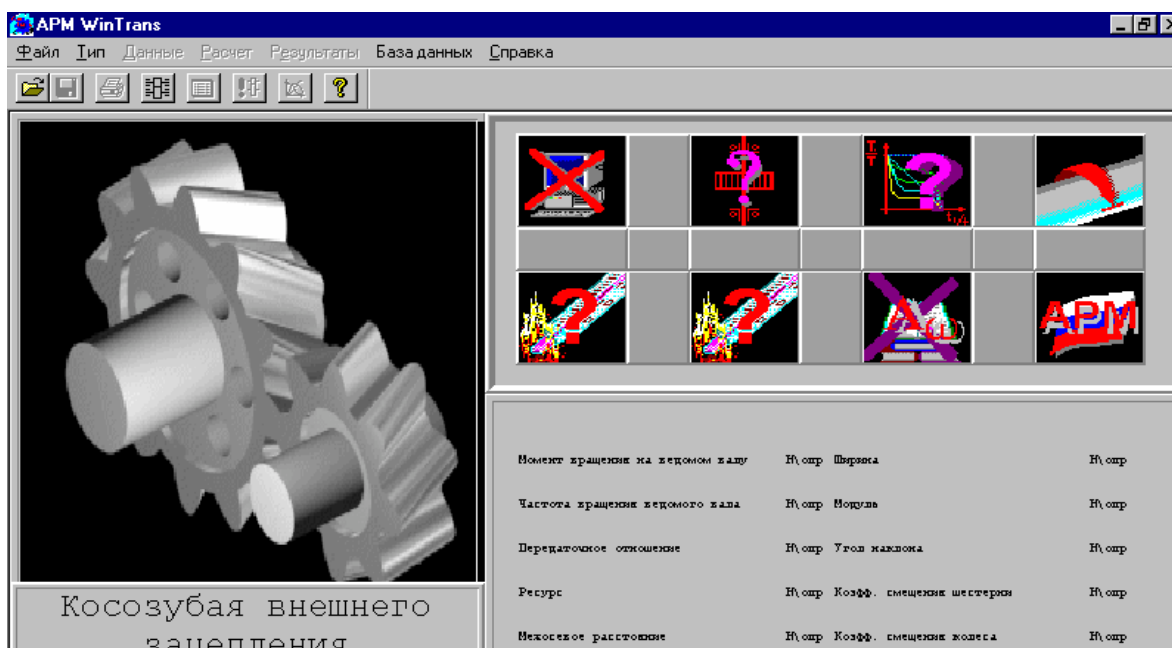 APM WinTrans
Файл Тип Данные Расчет Результаты База данных Справка
T
T
t
APM
Косозубая внешнего
зацепления
Момент вращения на ведомом валу Н\опр Ширина Н\опр
Частота вращения ведомого вала Н\опр Модуль Н\опр
Передаточное отношение Н\опр Угол наклона Н\опр
Ресурс Н\опр Коэфф. смещения шестерни Н\опр
Межосевое расстояние Н\опр Коэфф. смещения колеса Н\опр